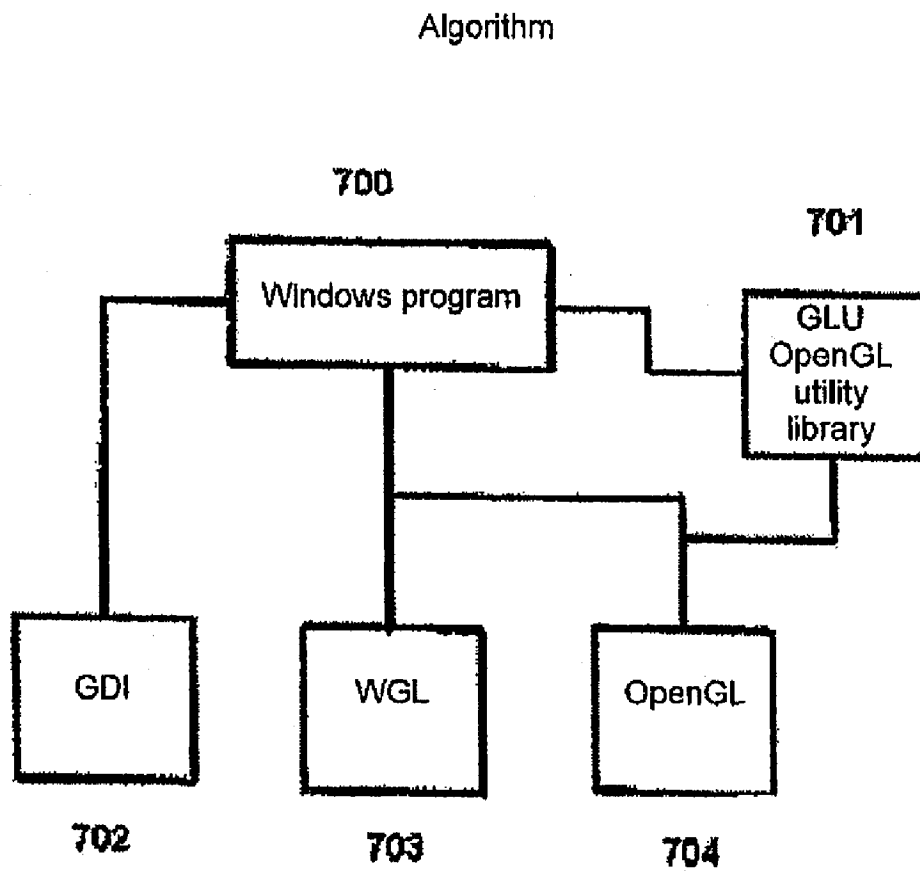 Algorithm
700
701
Windows program
GLU
OpenGL
utility
library
GDI
WGL
OpenGL
702
703
704